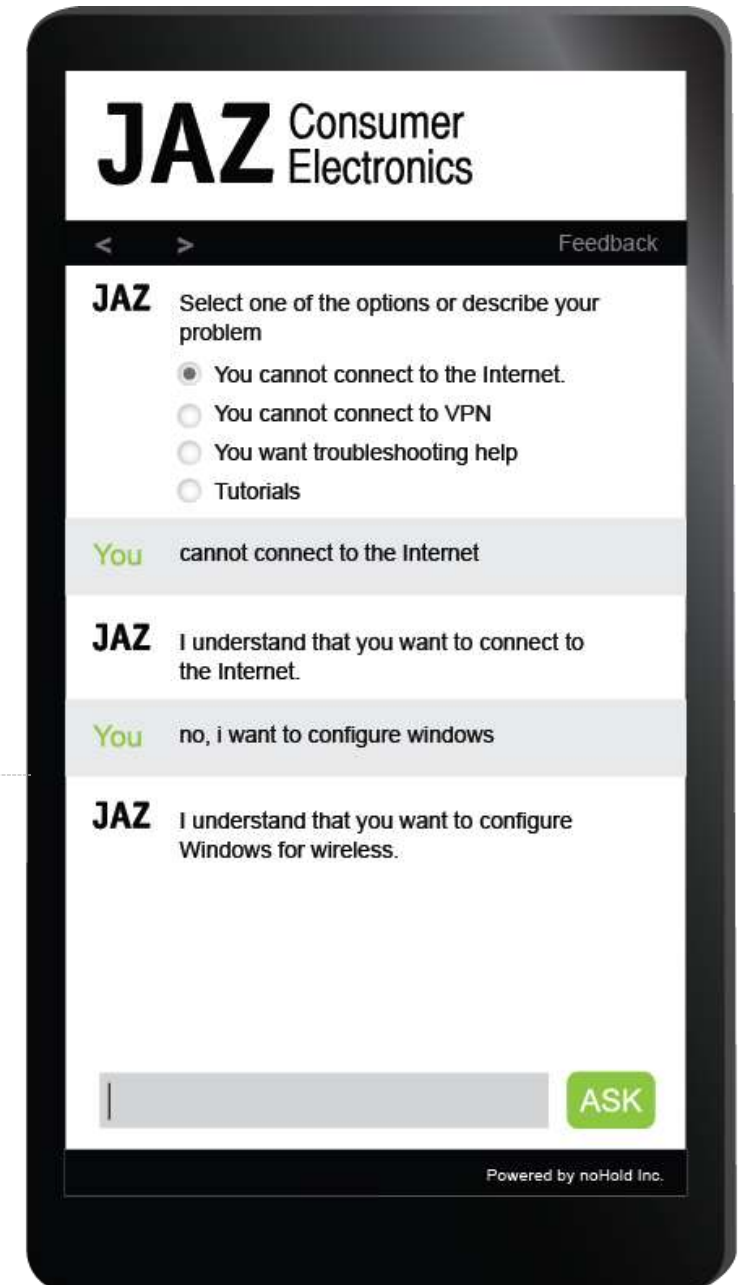 JAZ Consumer
Electronics
< > Feedback
JAZ Select one of the options or describe your
problem
You cannot connect to the Internet.
You cannot connect to VPN
You want troubleshooting help
Tutorials
You cannot connect to the Internet
JAZ I understand that you want to connect to
the Internet.
You no, i want to configure windows
JAZ I understand that you want to configure
Windows for wireless.
ASK
Powered by noHold Inc.